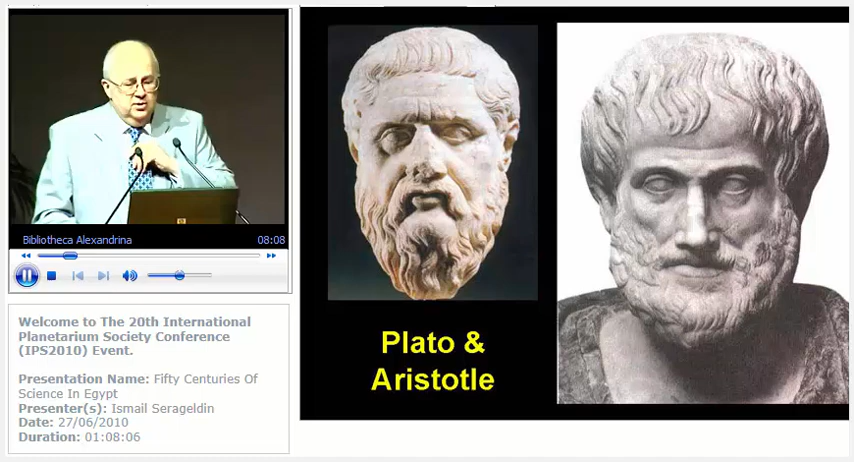 Bibliotheca Alexandrina
08:08
Welcome to The 20th International
Planetarium Society Conference
(IPS2010) Event.
Presentation Name: Fifty Centuries Of
Science In Egypt
Presenter(s): Ismail Serageldin
Date: 27/06/2010
Duration: 01:08:06
Plato &
Aristotle